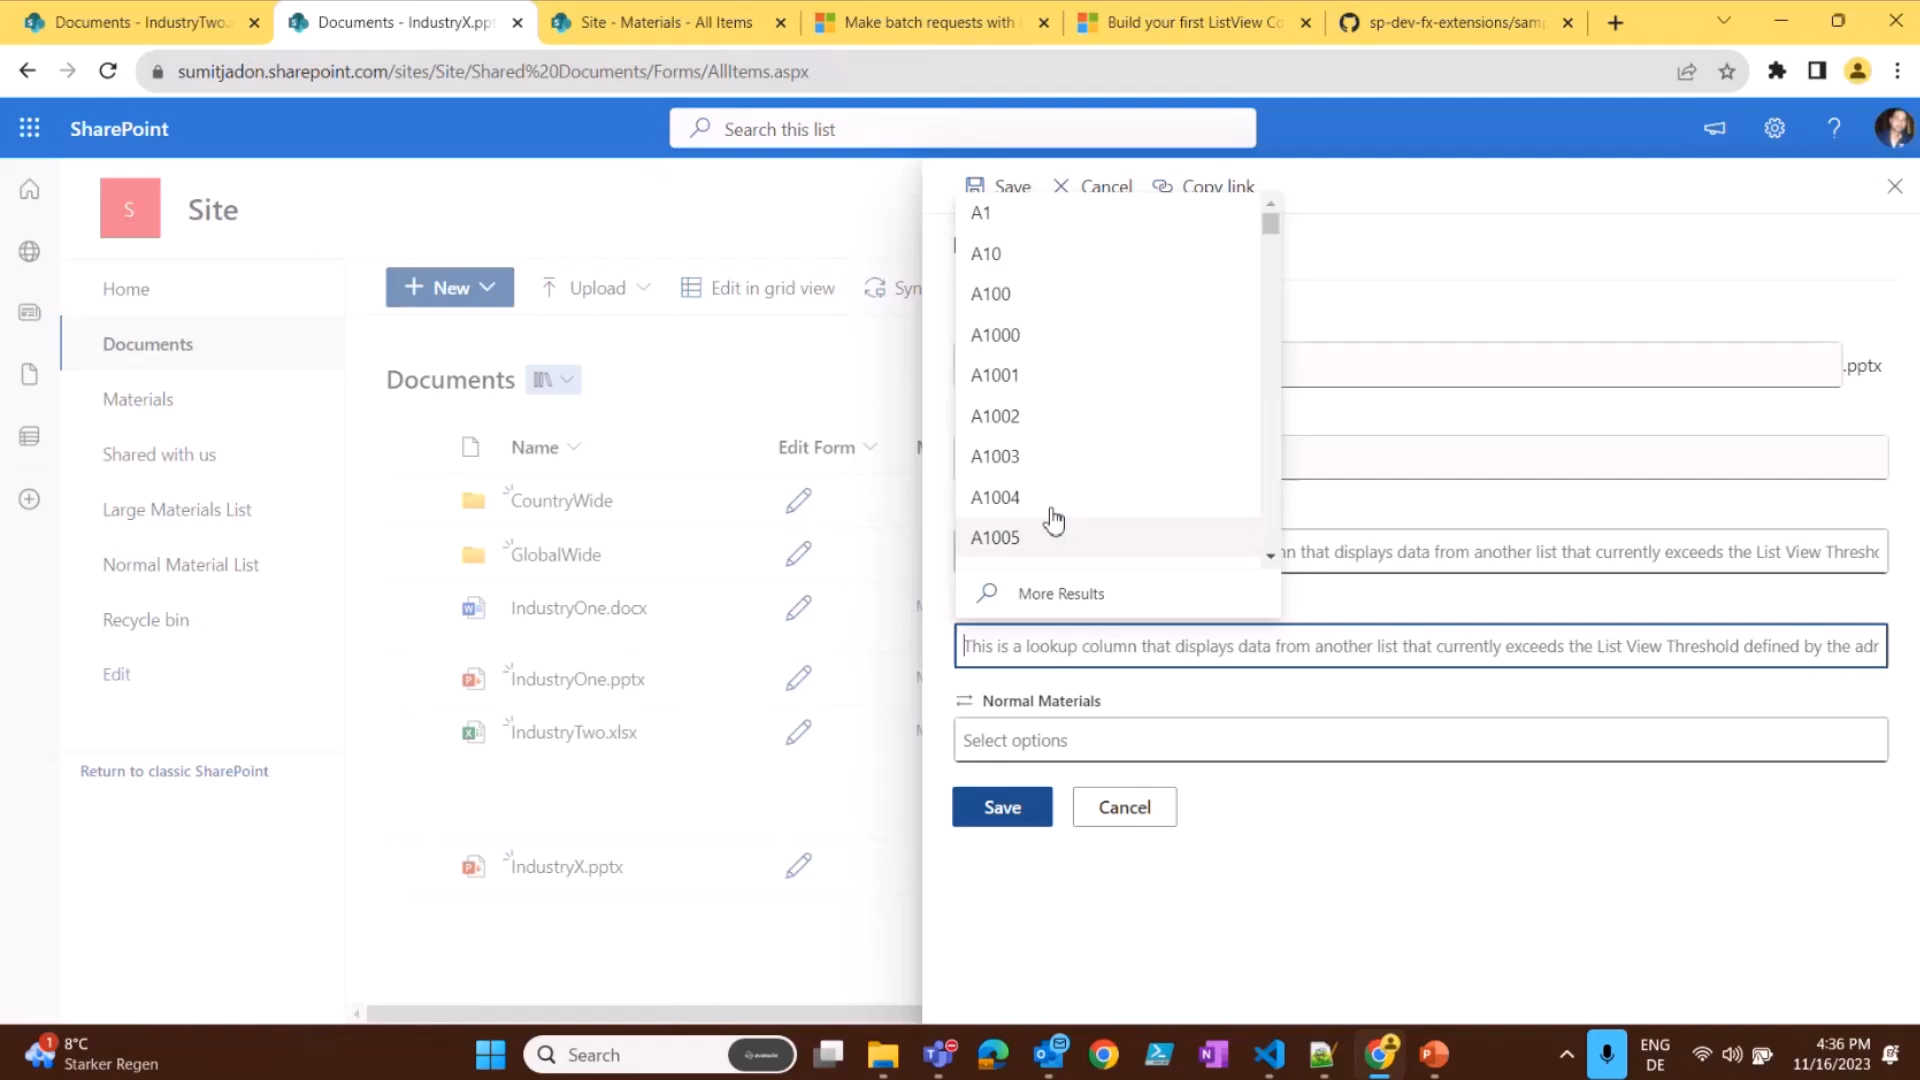 Documents - IndustryTwo.
Documents - IndustryX.ppt
Site - Materials - All Items
Make batch requests with
Build your first ListView Co
sp-dev-fx-extensions/samp
sumitjadon.sharepoint.com/sites/Site/Shared%20Documents/Forms/AllItems.aspx
SharePoint
Search this list
Save
Cancel
Copy link
S
Site
A1
A10
A100
A1000
A1001
A1002
A1003
A1004
A1005
More Results
Home
Documents
Materials
Shared with us
Large Materials List
Normal Material List
Recycle bin
Edit
Return to classic SharePoint
New
Upload
Edit in grid view
Syn
Documents
Name
Edit Form
CountryWide
GlobalWide
IndustryOne.docx
IndustryOne.pptx
IndustryTwo.xlsx
IndustryX.pptx
.pptx
that displays data from another list that currently exceeds the List View Thresho
This is a lookup column that displays data from another list that currently exceeds the List View Threshold defined by the adr
Normal Materials
Select options
Save
Cancel
1
8°C
Starker Regen
Search
avanade
ENG
DE
4:36 PM
11/16/2023